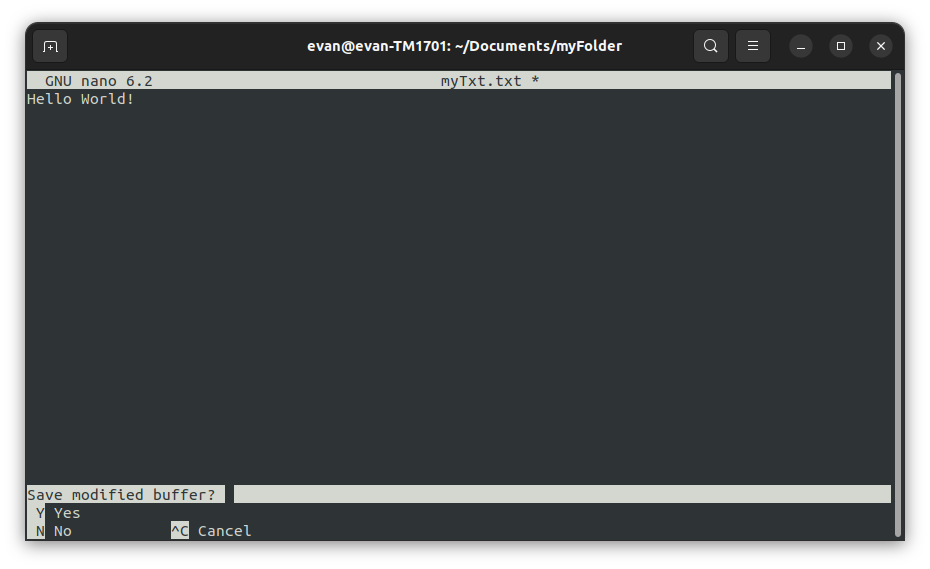 evan@evan-TM1701: ~/Documents/myFolder
GNU nano 6.2 myTxt.txt *
Hello World!
Save modified buffer?
Y Yes
N No ^C Cancel